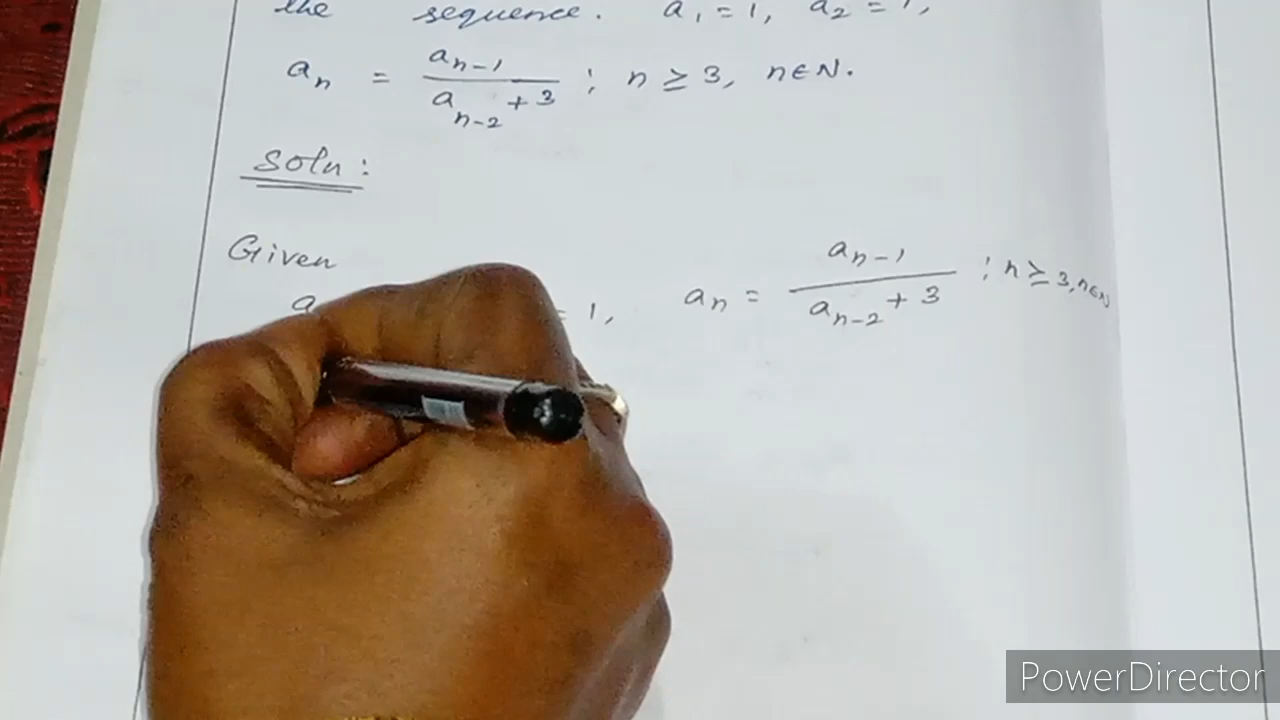 the sequence. a₁ = 1, a₂ = 1,
aₙ = aₙ₋₁ / aₙ₋₂ + 3 ; n ≥ 3, n∈N.
Soln :
Given
a = 1, aₙ = aₙ₋₁ / aₙ₋₂ + 3 ; n ≥ 3, n∈N
PowerDirector